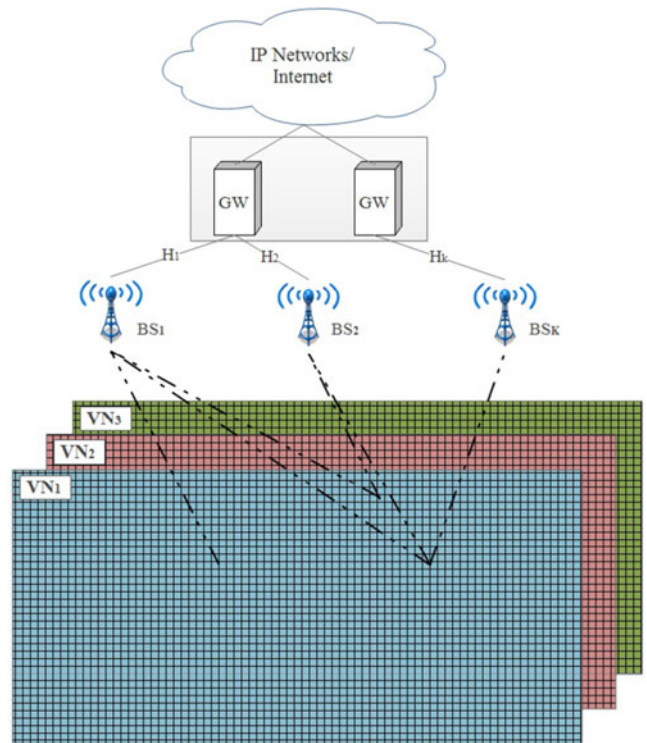 IP Networks/
Internet
GW
GW
H1
H2
Hk
BS1
BS2
BSK
VN3
VN2
VN1